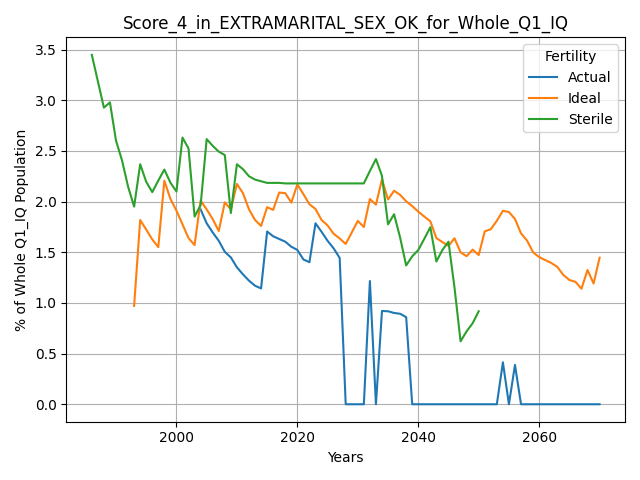 Score_4_in_EXTRAMARITAL_SEX_OK_for_Whole_Q1_IQ
Fertility
Actual
Ideal
Sterile
% of Whole Q1_IQ Population
3.5
3.0
2.5
2.0
1.5
1.0
0.5
0.0
2000 2020 2040 2060
Years